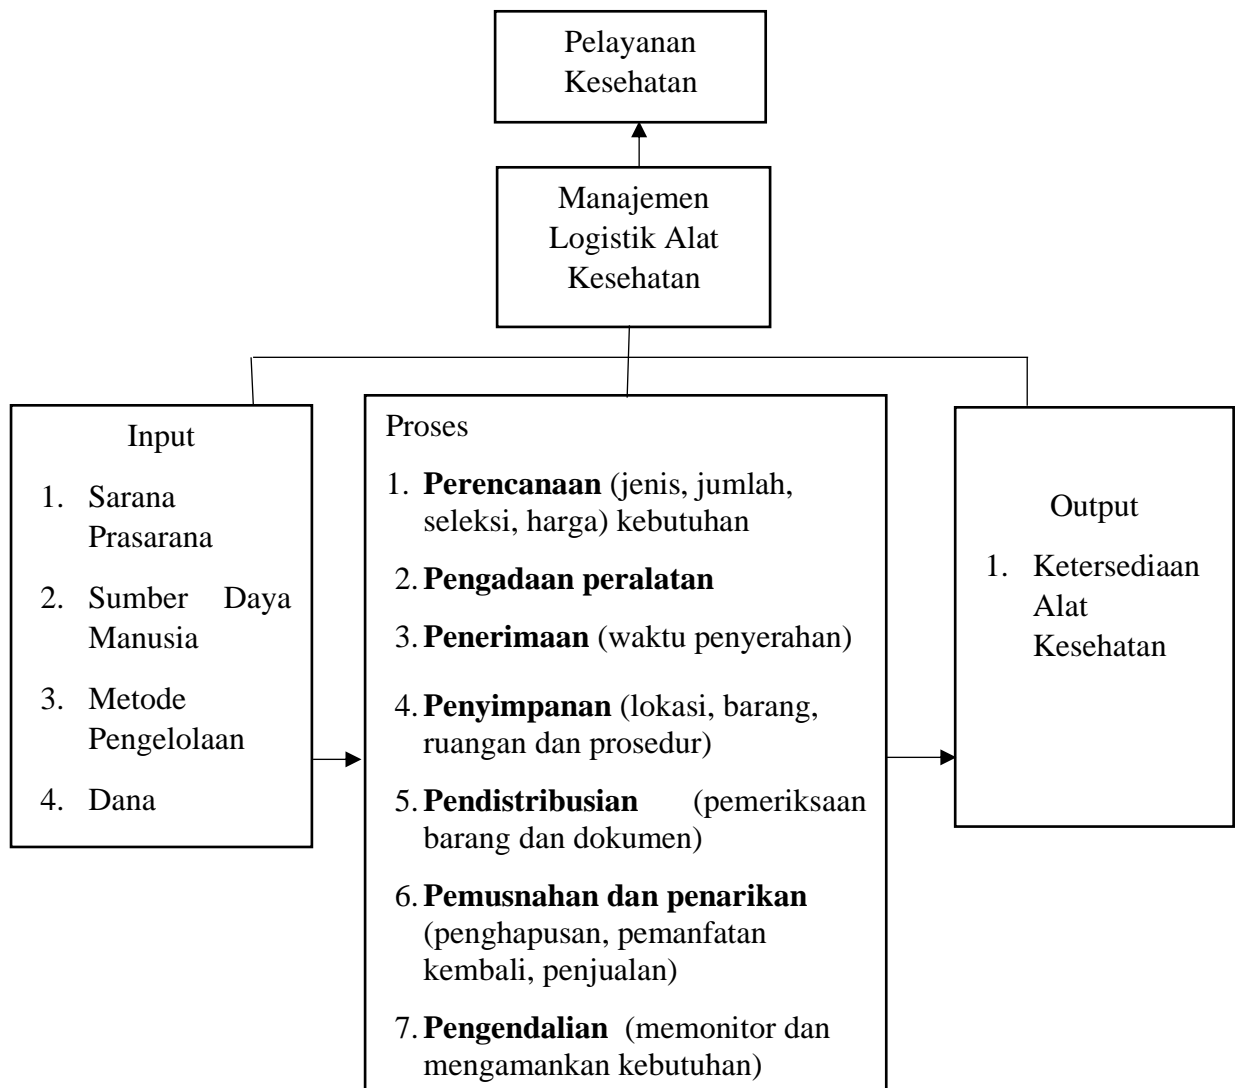 Pelayanan
Kesehatan
Manajemen
Logistik Alat
Kesehatan
Input
1. Sarana
Prasarana
2. Sumber Daya
Manusia
3. Metode
Pengelolaan
4. Dana
Proses
1. Perencanaan (jenis, jumlah,
seleksi, harga) kebutuhan
2. Pengadaan peralatan
3. Penerimaan (waktu penyerahan)
4. Penyimpanan (lokasi, barang,
ruangan dan prosedur)
5. Pendistribusian (pemeriksaan
barang dan dokumen)
6. Pemusnahan dan penarikan
(penghapusan, pemanfatan
kembali, penjualan)
7. Pengendalian (memonitor dan
mengamankan kebutuhan)
Output
1. Ketersediaan
Alat
Kesehatan